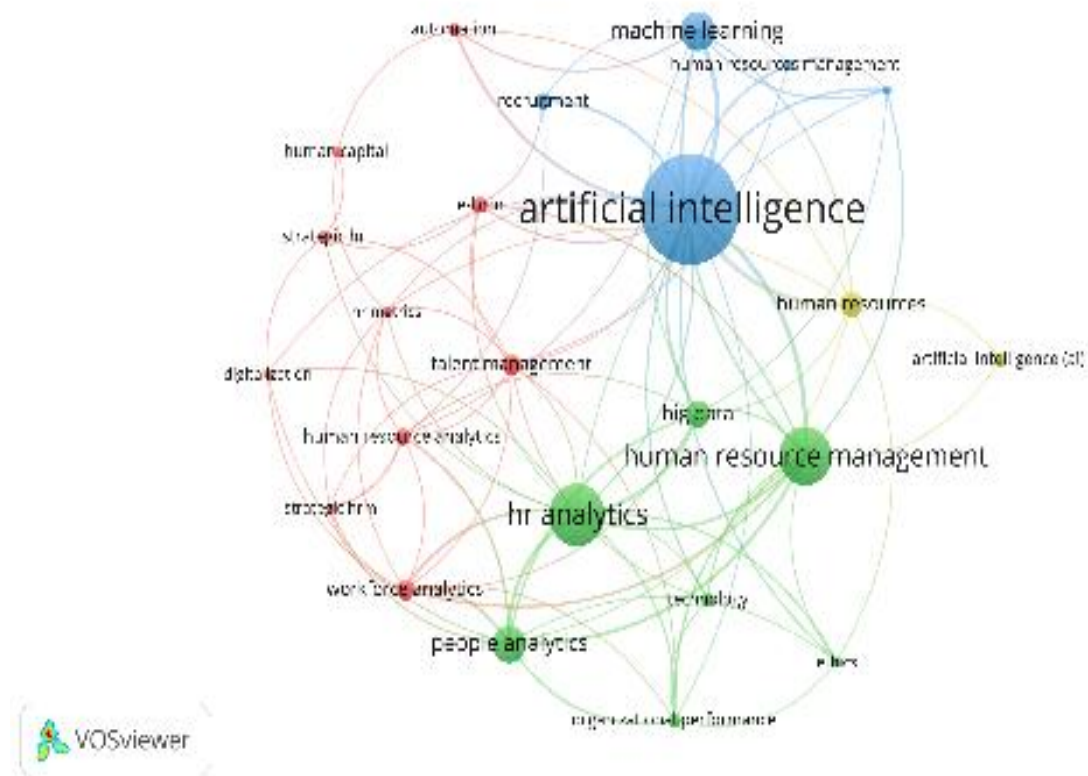 automation
machine learning
human resources management
recruitment
human capital
artificial intelligence
strategic hr
human resources
hr metrics
artificial intelligence (ai)
talent management
digitalization
big data
human resource analytics
human resource management
strategic hrm
hr analytics
workforce analytics
technology
people analytics
ethics
organizational performance
VOSviewer